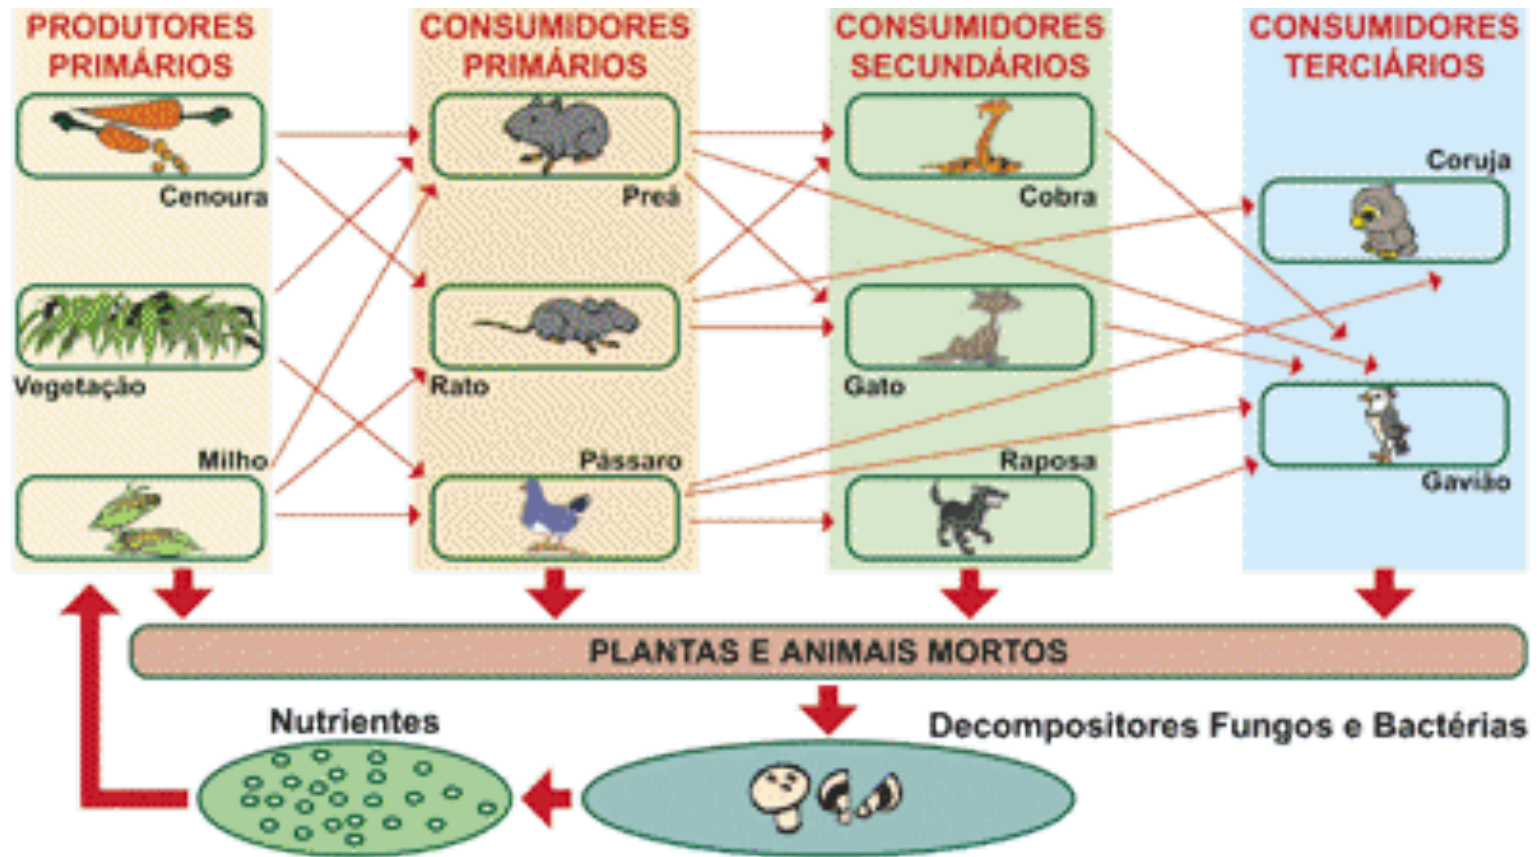 PRODUTORES
PRIMÁRIOS
CONSUMIDORES
PRIMÁRIOS
CONSUMIDORES
SECUNDÁRIOS
CONSUMIDORES
TERCIÁRIOS
Cenoura
Preá
Cobra
Coruja
Vegetação
Rato
Gato
Milho
Pássaro
Raposa
Gavião
PLANTAS E ANIMAIS MORTOS
Nutrientes
Decompositores Fungos e Bactérias